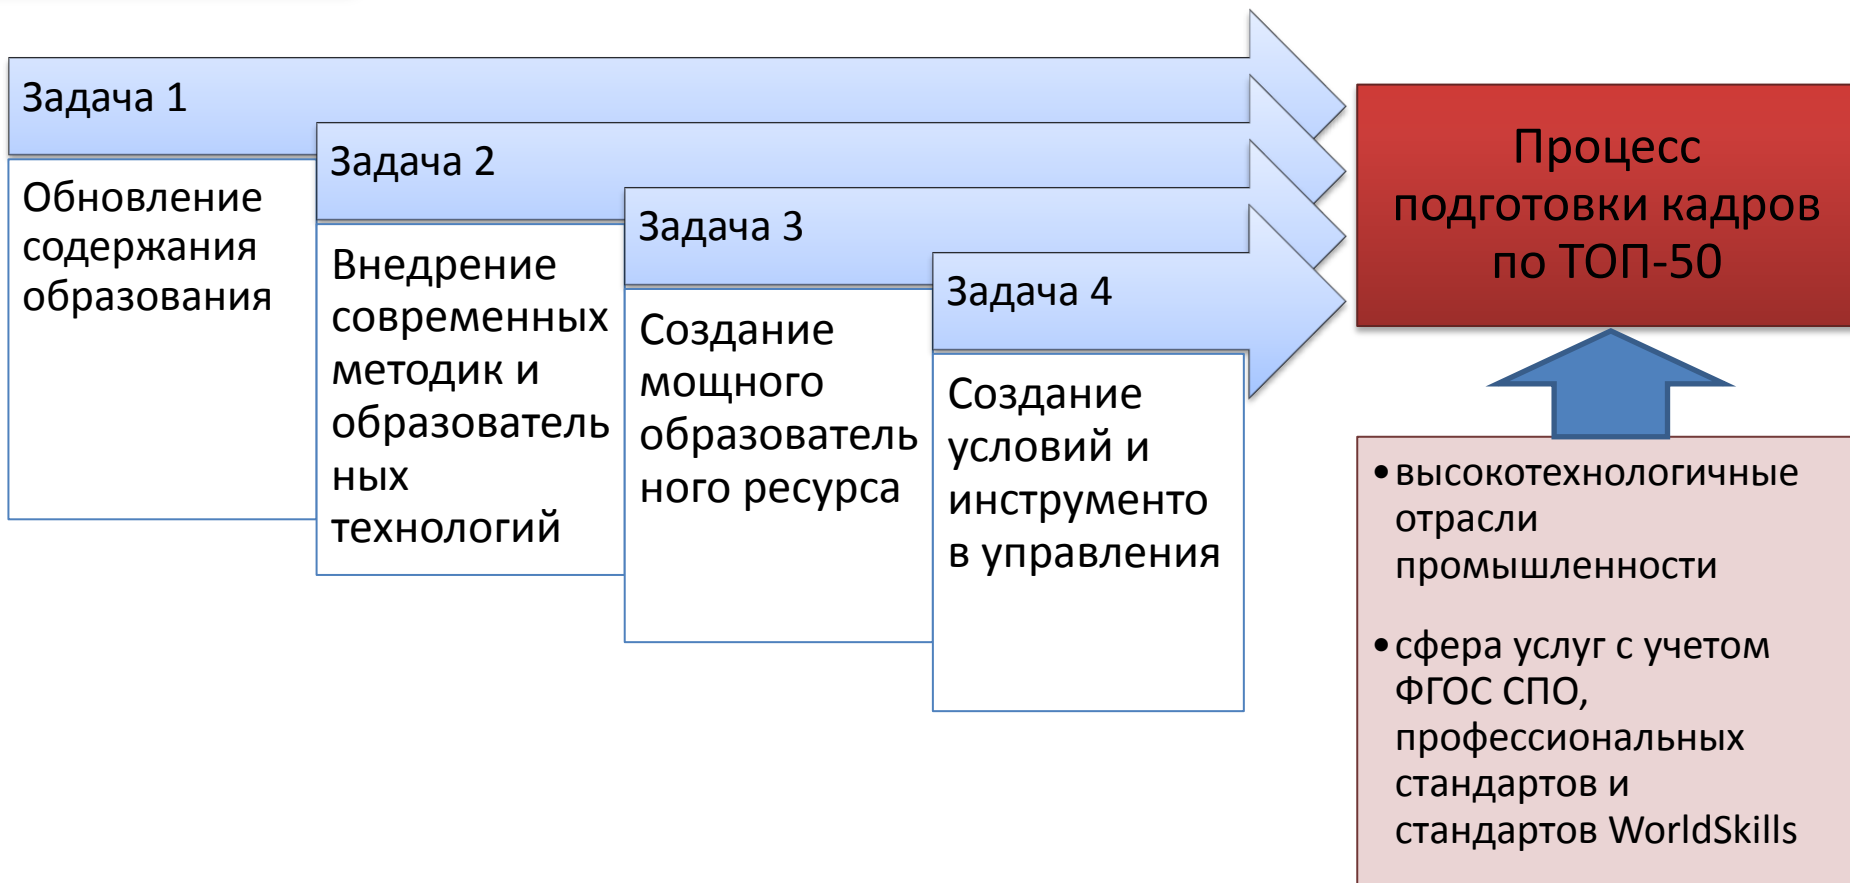 Задача 1
Обновление
содержания
образования
Задача 2
Внедрение
современных
методик и
образователь
ных
технологий
Задача 3
Создание
мощного
образователь
ного ресурса
Задача 4
Создание
условий и
инструменто
в управления
Процесс
подготовки кадров
по ТОП-50
•высокотехнологичные
отрасли
промышленности
•сфера услуг с учетом
ФГОС СПО,
профессиональных
стандартов и
стандартов WorldSkills